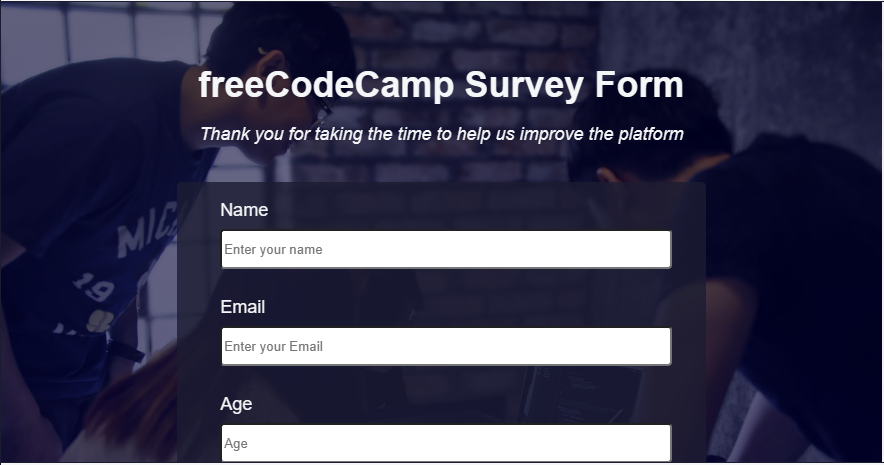 freeCodeCamp Survey Form
Thank you for taking the time to help us improve the platform
Name
Enter your name
Email
Enter your Email
Age
Age
19